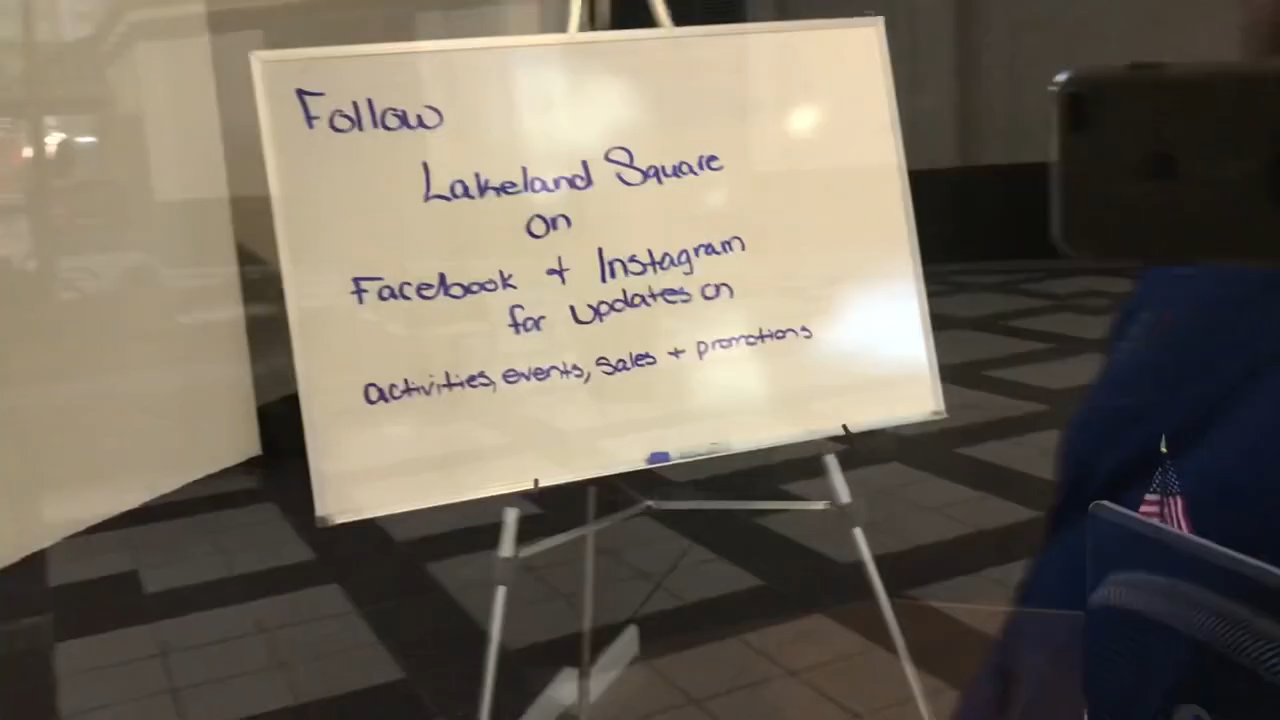 Follow
Lakeland Square
on
Facebook + Instagram
for updates on
activities, events, sales + promotions